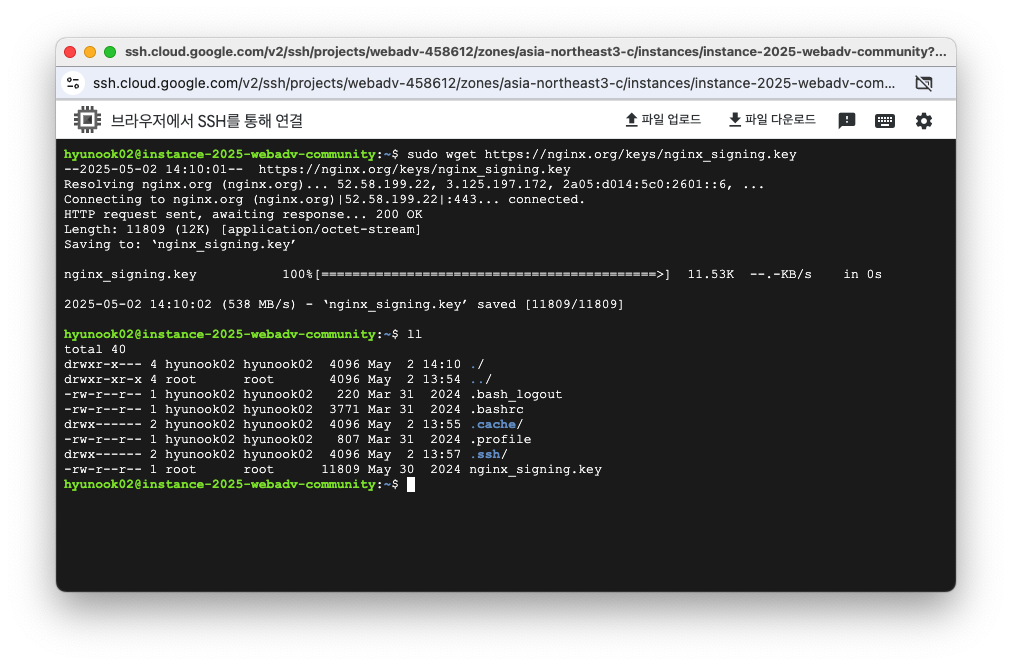 ssh.cloud.google.com/v2/ssh/projects/webadv-458612/zones/asia-northeast3-c/instances/instance-2025-webadv-community?...
ssh.cloud.google.com/v2/ssh/projects/webadv-458612/zones/asia-northeast3-c/instances/instance-2025-webadv-com...
브라우저에서 SSH를 통해 연결 파일 업로드 파일 다운로드
hyunook02@instance-2025-webadv-community:~$ sudo wget https://nginx.org/keys/nginx_signing.key
--2025-05-02 14:10:01--  https://nginx.org/keys/nginx_signing.key
Resolving nginx.org (nginx.org)... 52.58.199.22, 3.125.197.172, 2a05:d014:5c0:2601::6, ...
Connecting to nginx.org (nginx.org)|52.58.199.22|:443... connected.
HTTP request sent, awaiting response... 200 OK
Length: 11809 (12K) [application/octet-stream]
Saving to: ‘nginx_signing.key’
nginx_signing.key           100%[===========================================>]  11.53K  --.-KB/s    in 0s
2025-05-02 14:10:02 (538 MB/s) - ‘nginx_signing.key’ saved [11809/11809]
hyunook02@instance-2025-webadv-community:~$ ll
total 40
drwxr-x--- 4 hyunook02 hyunook02  4096 May  2 14:10 ./
drwxr-xr-x 4 root      root       4096 May  2 13:54 ../
-rw-r--r-- 1 hyunook02 hyunook02   220 Mar 31  2024 .bash_logout
-rw-r--r-- 1 hyunook02 hyunook02  3771 Mar 31  2024 .bashrc
drwx------ 2 hyunook02 hyunook02  4096 May  2 13:55 .cache/
-rw-r--r-- 1 hyunook02 hyunook02   807 Mar 31  2024 .profile
drwx------ 2 hyunook02 hyunook02  4096 May  2 13:57 .ssh/
-rw-r--r-- 1 root      root      11809 May 30  2024 nginx_signing.key
hyunook02@instance-2025-webadv-community:~$